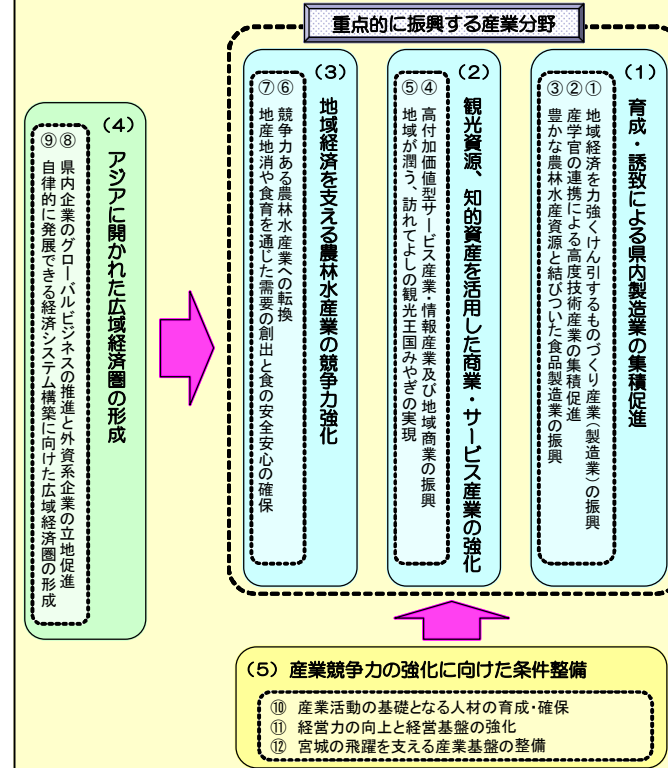 重点的に振興する産業分野
(1)
育成・誘致による県内製造業の集積促進
① 地域経済を力強くけん引するものづくり産業(製造業)の振興
② 産学官の連携による高度技術産業の集積促進
③ 豊かな農林水産資源と結びついた食品製造業の振興
(2)
観光資源、知的資産を活用した商業・サービス産業の強化
④ 高付加価値型サービス産業・情報産業及び地域商業の振興
⑤ 地域が潤う、訪れてよしの観光王国みやぎの実現
(3)
地域経済を支える農林水産業の競争力強化
⑥ 競争力ある農林水産業への転換
⑦ 地産地消や食育を通じた需要の創出と食の安全安心の確保
(4)
アジアに開かれた広域経済圏の形成
⑧ 県内企業のグローバルビジネスの推進と外資系企業の立地促進
⑨ 自律的に発展できる経済システム構築に向けた広域経済圏の形成
(5) 産業競争力の強化に向けた条件整備
⑩ 産業活動の基礎となる人材の育成・確保
⑪ 経営力の向上と経営基盤の強化
⑫ 宮城の飛躍を支える産業基盤の整備